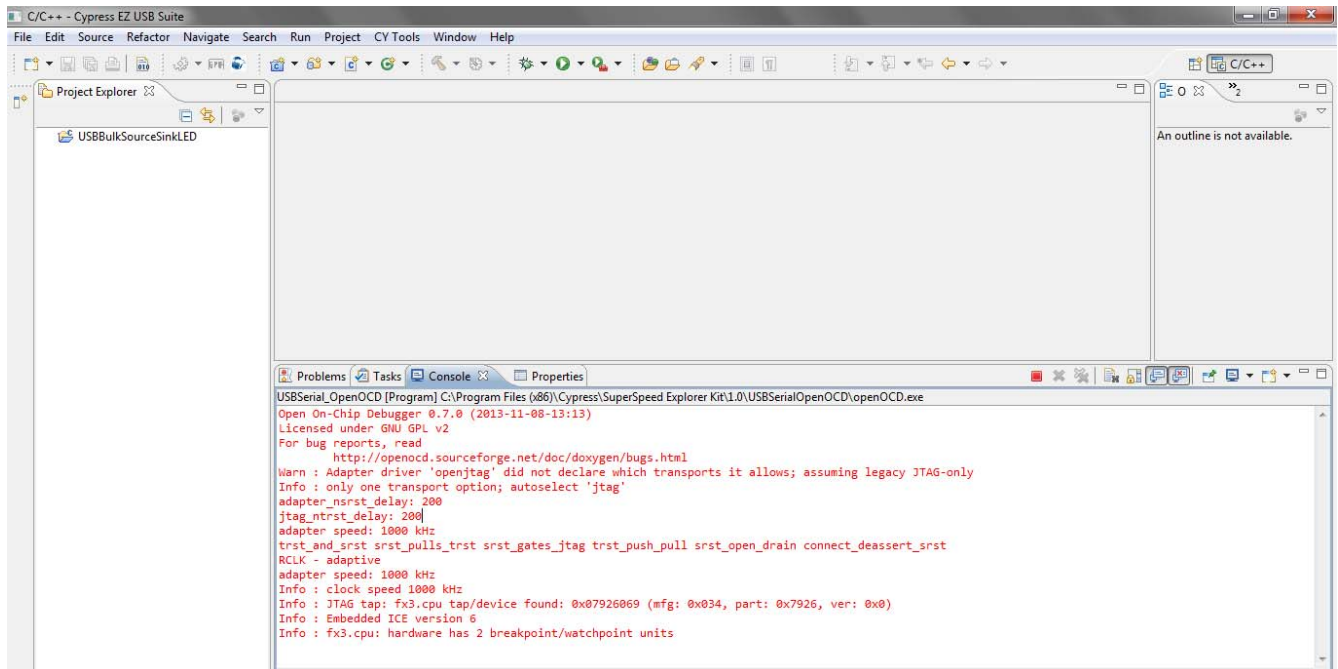 C/C++ - Cypress EZ USB Suite
File Edit Source Refactor Navigate Search Run Project CYTools Window Help
C/C++
Project Explorer
USBBulkSourceSinkLED
O
2
An outline is not available.
Problems Tasks Console Properties
USBSerial_OpenOCD [Program] C:\Program Files (x86)\Cypress\SuperSpeed Explorer Kit\1.0\USBSerialOpenOCD\openOCD.exe
Open On-Chip Debugger 0.7.0 (2013-11-08-13:13)
Licensed under GNU GPL v2
For bug reports, read
http://openocd.sourceforge.net/doc/doxygen/bugs.html
Warn : Adapter driver 'openjtag' did not declare which transports it allows; assuming legacy JTAG-only
Info : only one transport option; autoselect 'jtag'
adapter_nsrst_delay: 200
jtag_ntrst_delay: 200
adapter speed: 1000 kHz
trst_and_srst srst_pulls_trst srst_gates_jtag trst_push_pull srst_open_drain connect_deassert_srst
RCLK - adaptive
adapter speed: 1000 kHz
Info : clock speed 1000 kHz
Info : JTAG tap: fx3.cpu tap/device found: 0x07926069 (mfg: 0x034, part: 0x7926, ver: 0x0)
Info : Embedded ICE version 6
Info : fx3.cpu: hardware has 2 breakpoint/watchpoint units